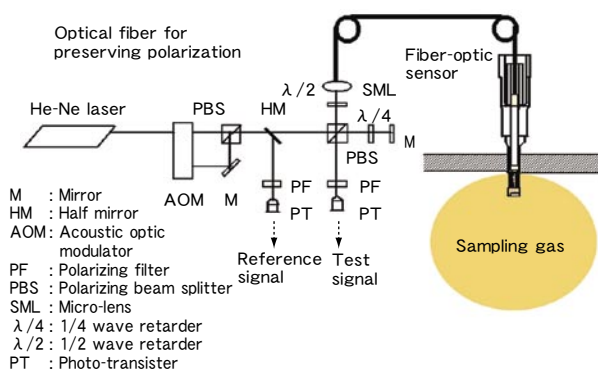 Optical fiber for
preserving polarization
Fiber-optic
sensor
λ/2
SML
He-Ne laser
PBS
HM
λ/4
M
PBS
AOM
M
PF
PT
PF
PT
Reference
signal
Test
signal
Sampling gas
M : Mirror
HM : Half mirror
AOM : Acoustic optic
modulator
PF : Polarizing filter
PBS : Polarizing beam splitter
SML : Micro-lens
λ/4 : 1/4 wave retarder
λ/2 : 1/2 wave retarder
PT : Photo-transister